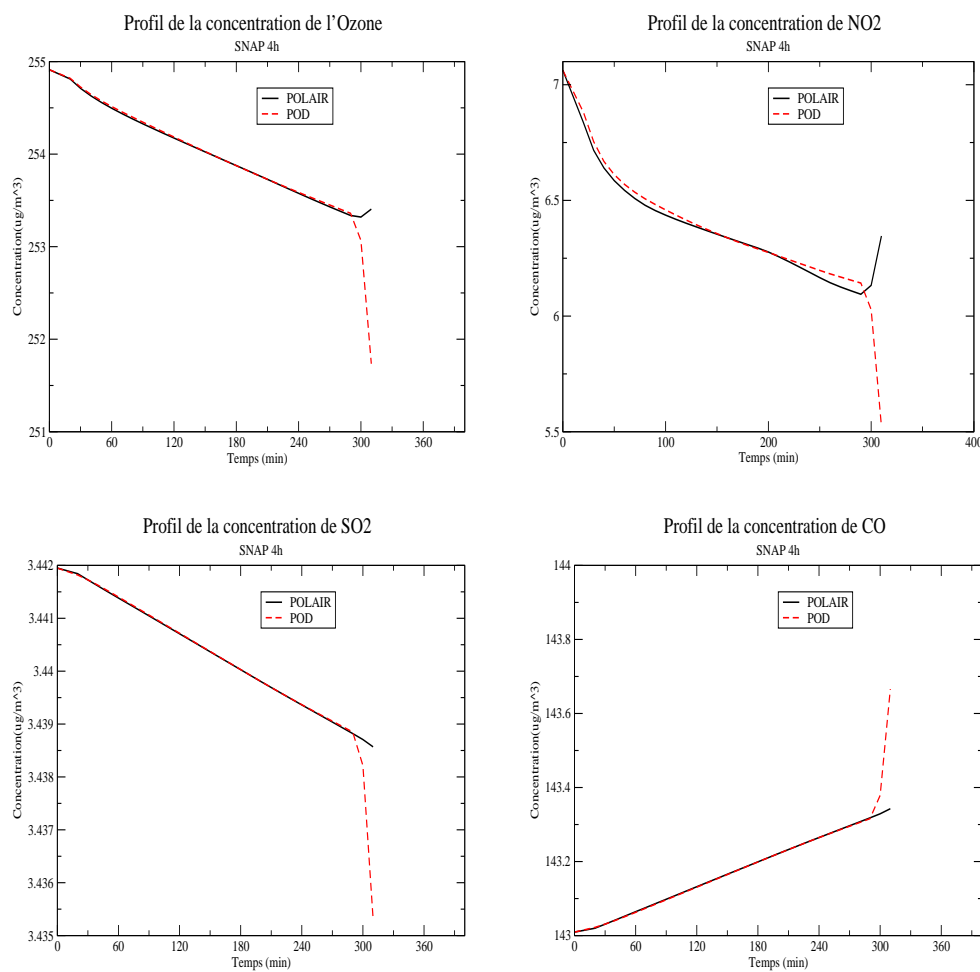 Profil de la concentration de l'Ozone
SNAP 4h
255
254
253
252
251
Concentration(ug/m^3)
POLAIR
POD
0 60 120 180 240 300 360
Temps (min)
Profil de la concentration de NO2
SNAP 4h
7
6.5
6
5.5
Concentration(ug/m^3)
POLAIR
POD
0 100 200 300 400
Temps (min)
Profil de la concentration de SO2
SNAP 4h
3.442
3.441
3.44
3.439
3.438
3.437
3.436
3.435
Concentration(ug/m^3)
POLAIR
POD
0 60 120 180 240 300 360
Temps (min)
Profil de la concentration de CO
SNAP 4h
144
143.8
143.6
143.4
143.2
143
Concentration(ug/m^3)
POLAIR
POD
0 60 120 180 240 300 360
Temps (min)